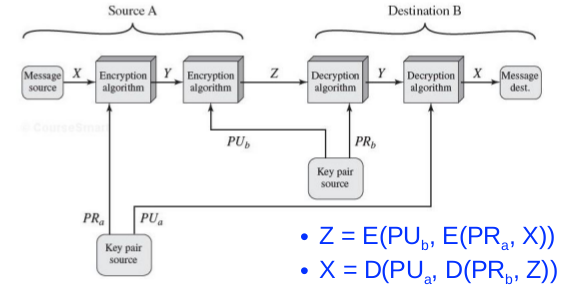 Source A
Destination B
Message source
X
Encryption algorithm
Y
Encryption algorithm
Z
Decryption algorithm
Y
Decryption algorithm
X
Message dest.
PU_b
PR_b
Key pair source
PR_a
PU_a
Key pair source
• Z = E(PU_b, E(PR_a, X))
• X = D(PU_a, D(PR_b, Z))